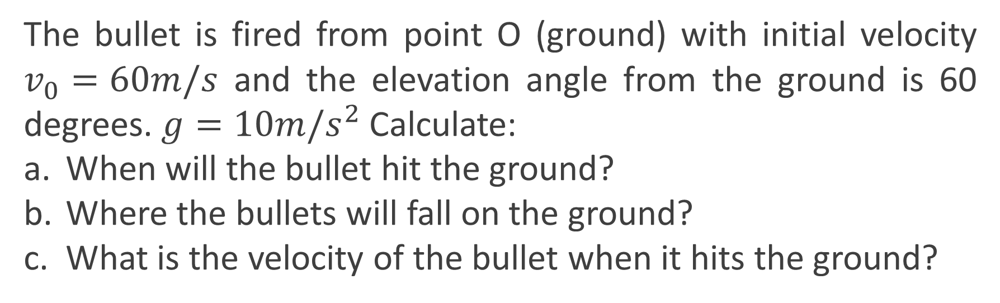 The bullet is fired from point O (ground) with initial velocity
v₀ = 60m/s and the elevation angle from the ground is 60
degrees. g = 10m/s² Calculate:
a. When will the bullet hit the ground?
b. Where the bullets will fall on the ground?
c. What is the velocity of the bullet when it hits the ground?